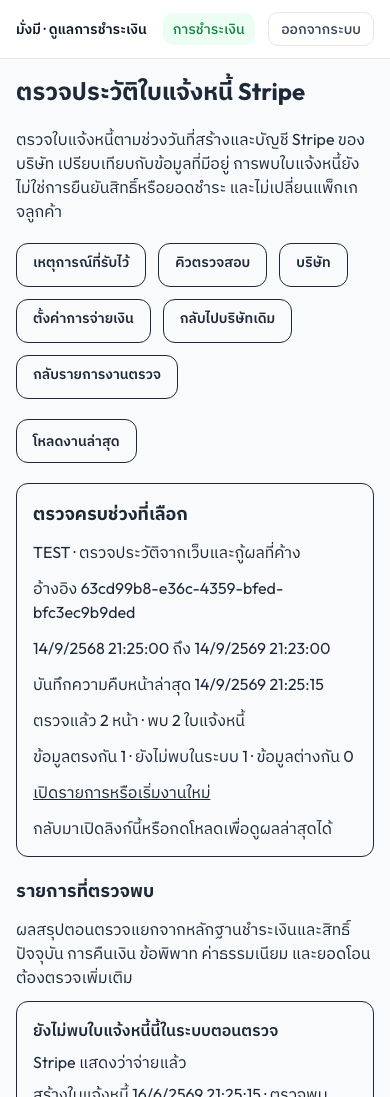 มั่งมี · ดูแลการชำระเงิน การชำระเงิน ออกจากระบบ
ตรวจประวัติใบแจ้งหนี้ Stripe
ตรวจใบแจ้งหนี้ตามช่วงวันที่สร้างและบัญชี Stripe ของ
บริษัท เปรียบเทียบกับข้อมูลที่มีอยู่ การพบใบแจ้งหนี้ยัง
ไม่ใช่การยืนยันสิทธิ์หรือยอดชำระ และไม่เปลี่ยนแพ็กเก
จลูกค้า
เหตุการณ์ที่รับไว้ คิวตรวจสอบ บริษัท
ตั้งค่าการจ่ายเงิน กลับไปบริษัทเดิม
กลับรายการงานตรวจ
โหลดงานล่าสุด
ตรวจครบช่วงที่เลือก
TEST · ตรวจประวัติจากเว็บและกู้ผลที่ค้าง
อ้างอิง 63cd99b8-e36c-4359-bfed-
bfc3ec9b9ded
14/9/2568 21:25:00 ถึง 14/9/2569 21:23:00
บันทึกความคืบหน้าล่าสุด 14/9/2569 21:25:15
ตรวจแล้ว 2 หน้า · พบ 2 ใบแจ้งหนี้
ข้อมูลตรงกัน 1 · ยังไม่พบในระบบ 1 · ข้อมูลต่างกัน 0
เปิดรายการหรือเริ่มงานใหม่
กลับมาเปิดลิงก์นี้หรือกดโหลดเพื่อดูผลล่าสุดได้
รายการที่ตรวจพบ
ผลสรุปตอนตรวจแยกจากหลักฐานชำระเงินและสิทธิ์
ปัจจุบัน การคืนเงิน ข้อพิพาท ค่าธรรมเนียม และยอดโอน
ต้องตรวจเพิ่มเติม
ยังไม่พบใบแจ้งหนี้นี้ในระบบตอนตรวจ
Stripe แสดงว่าจ่ายแล้ว
สร้างใบแจ้งหนี้ 16/6/2569 21:25:15 · ตรวจพบ